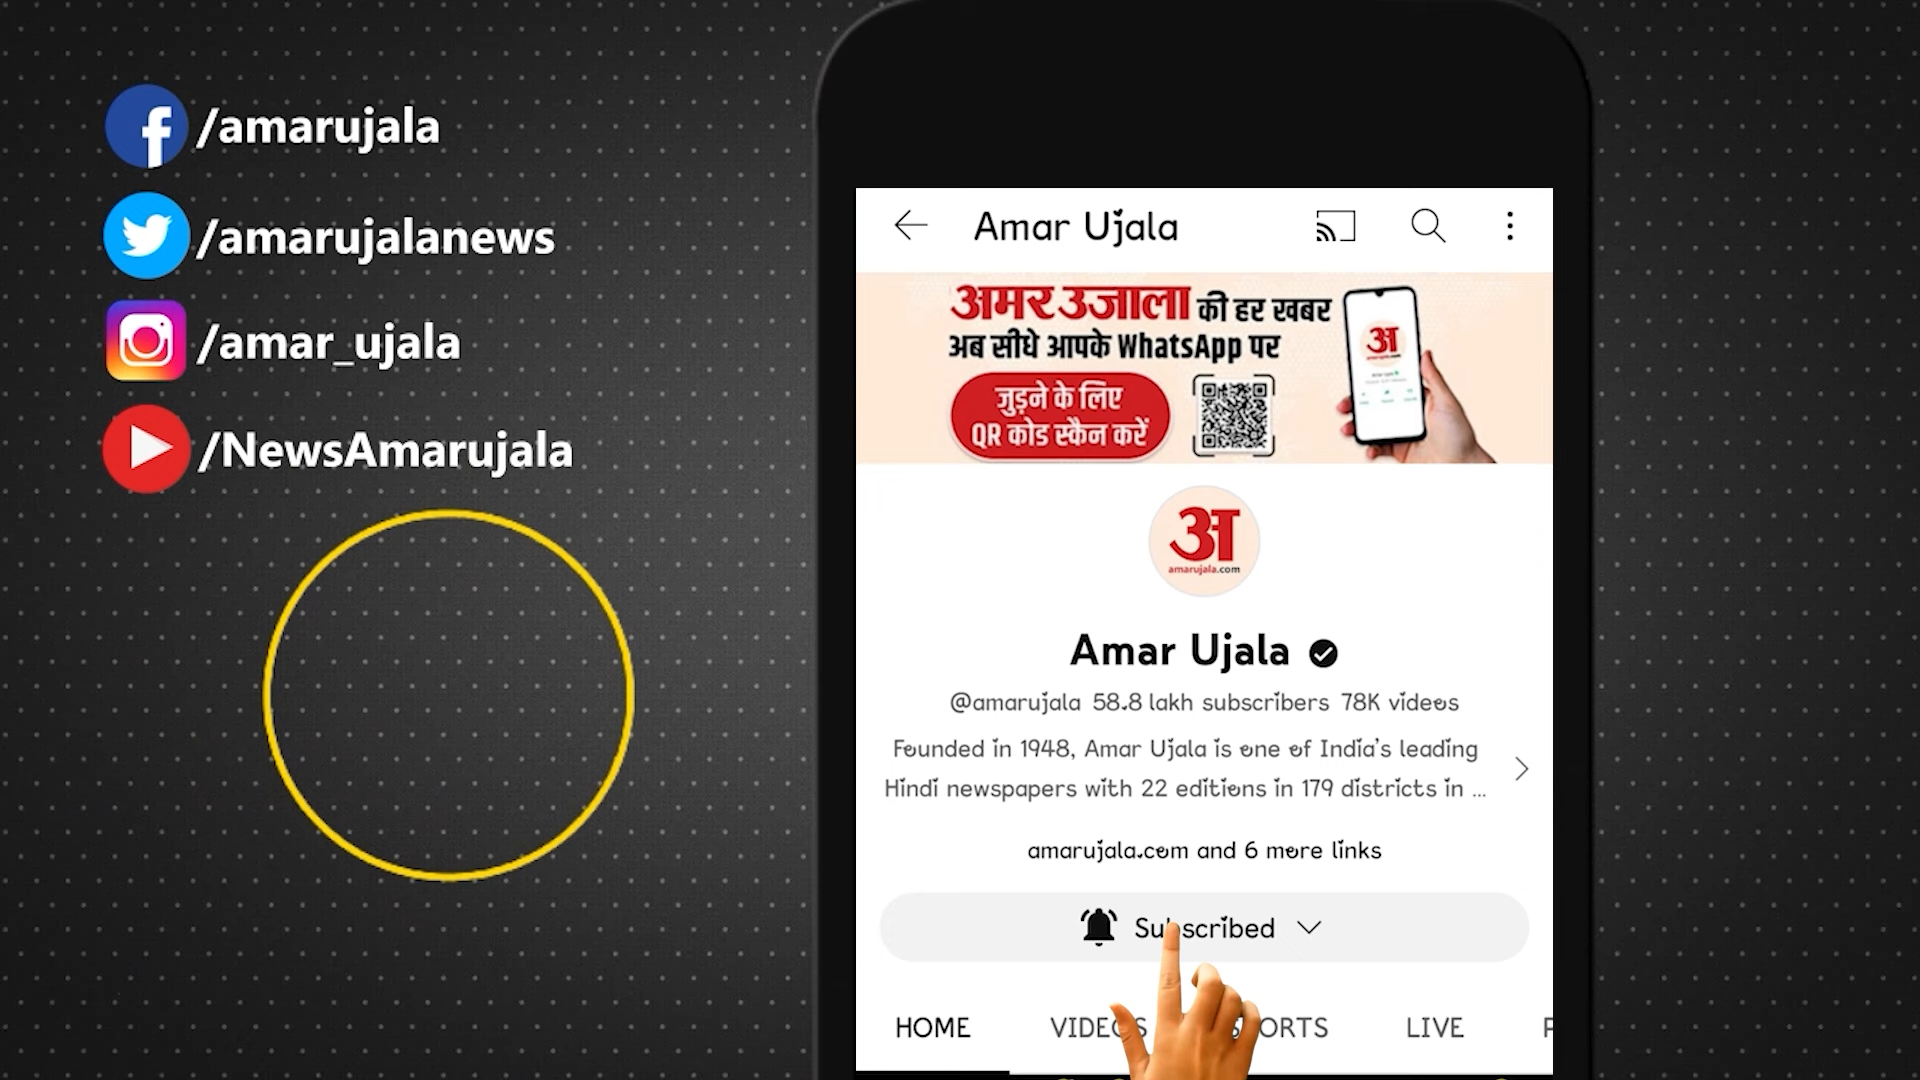 /amarujala
/amarujalanews
/amar_ujala
/NewsAmarujala
Amar Ujala
अमर उजाला की हर खबर
अब सीधे आपके WhatsApp पर
जुड़ने के लिए
QR कोड स्कैन करें
अ
अ
amarujala.com
Amar Ujala
@amarujala 58.8 lakh subscribers 78K videos
Founded in 1948, Amar Ujala is one of India's leading
Hindi newspapers with 22 editions in 179 districts in ...
amarujala.com and 6 more links
Subscribed
HOME VIDEOS SHORTS LIVE